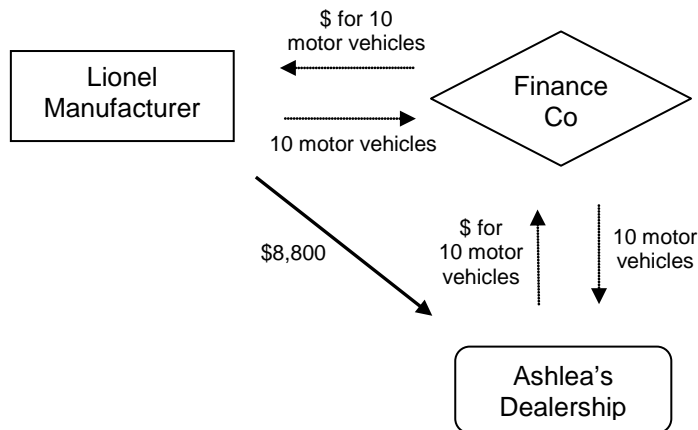 $ for 10
motor vehicles
Lionel
Manufacturer
Finance
Co
10 motor vehicles
$8,800
$ for
10 motor
vehicles
10 motor
vehicles
Ashlea's
Dealership